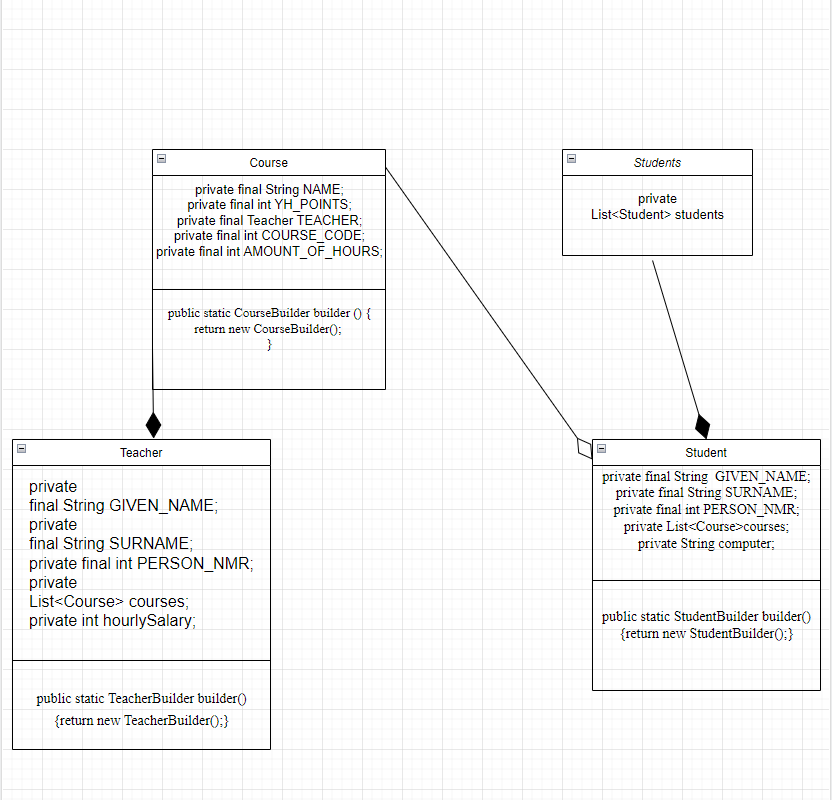 Course
private final String NAME;
private final int YH_POINTS;
private final Teacher TEACHER;
private final int COURSE_CODE;
private final int AMOUNT_OF_HOURS;
public static CourseBuilder builder () {
return new CourseBuilder();
}
Students
private
List<Student> students
Teacher
private
final String GIVEN_NAME;
private
final String SURNAME;
private final int PERSON_NMR;
private
List<Course> courses;
private int hourlySalary;
public static TeacherBuilder builder()
{return new TeacherBuilder();}
Student
private final String  GIVEN_NAME;
private final String SURNAME;
private final int PERSON_NMR;
private List<Course>courses;
private String computer;
public static StudentBuilder builder()
{return new StudentBuilder();}